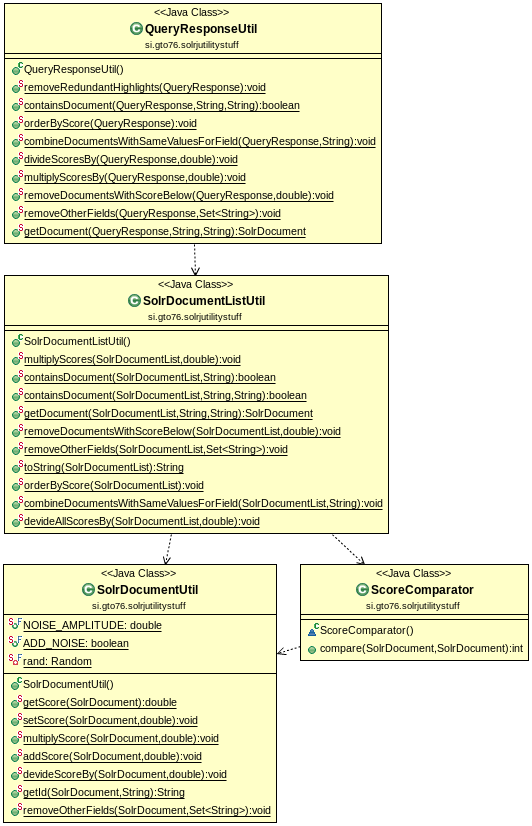 <<Java Class>>
QueryResponseUtil
si.gto76.solrjutilitystuff
QueryResponseUtil()
removeRedundantHighlights(QueryResponse):void
containsDocument(QueryResponse,String,String):boolean
orderByScore(QueryResponse):void
combineDocumentsWithSameValuesForField(QueryResponse,String):void
divideScoresBy(QueryResponse,double):void
multiplyScoresBy(QueryResponse,double):void
removeDocumentsWithScoreBelow(QueryResponse,double):void
removeOtherFields(QueryResponse,Set<String>):void
getDocument(QueryResponse,String,String):SolrDocument
<<Java Class>>
SolrDocumentListUtil
si.gto76.solrjutilitystuff
SolrDocumentListUtil()
multiplyScores(SolrDocumentList,double):void
containsDocument(SolrDocumentList,String):boolean
containsDocument(SolrDocumentList,String,String):boolean
getDocument(SolrDocumentList,String,String):SolrDocument
removeDocumentsWithScoreBelow(SolrDocumentList,double):void
removeOtherFields(SolrDocumentList,Set<String>):void
toString(SolrDocumentList):String
orderByScore(SolrDocumentList):void
combineDocumentsWithSameValuesForField(SolrDocumentList,String):void
devideAllScoresBy(SolrDocumentList,double):void
<<Java Class>>
SolrDocumentUtil
si.gto76.solrjutilitystuff
NOISE_AMPLITUDE: double
ADD_NOISE: boolean
rand: Random
SolrDocumentUtil()
getScore(SolrDocument):double
setScore(SolrDocument,double):void
multiplyScore(SolrDocument,double):void
addScore(SolrDocument,double):void
devideScoreBy(SolrDocument,double):void
getId(SolrDocument,String):String
removeOtherFields(SolrDocument,Set<String>):void
<<Java Class>>
ScoreComparator
si.gto76.solrjutilitystuff
ScoreComparator()
compare(SolrDocument,SolrDocument):int